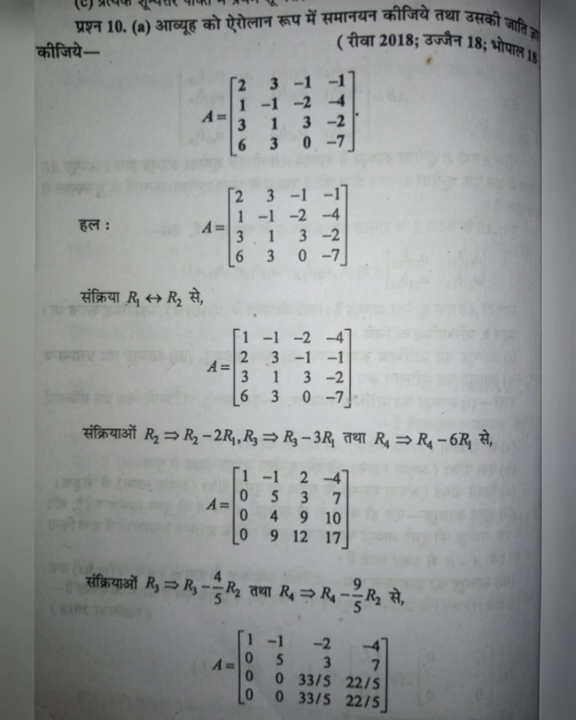 प्रश्न 10. (a) आव्यूह को ऐरोलान रूप में समानयन कीजिये तथा उसकी जाति
कीजिये—
( रीवा 2018; उज्जैन 18; भोपाल 18
A = [2 3 –1 –1
1 –1 –2 –4
3 1 3 –2
6 3 0 –7].
हल :
A = [2 3 –1 –1
1 –1 –2 –4
3 1 3 –2
6 3 0 –7]
संक्रिया R₁ ↔ R₂ से,
A = [1 –1 –2 –4
2 3 –1 –1
3 1 3 –2
6 3 0 –7]
संक्रियाओं R₂ ⇒ R₂ – 2R₁, R₃ ⇒ R₃ – 3R₁ तथा R₄ ⇒ R₄ – 6R₁ से,
A = [1 –1 2 –4
0 5 3 7
0 4 9 10
0 9 12 17]
संक्रियाओं R₃ ⇒ R₃ – 4/5 R₂ तथा R₄ ⇒ R₄ – 9/5 R₂ से,
A = [1 –1 –2 –4
0 5 3 7
0 0 33/5 22/5
0 0 33/5 22/5]